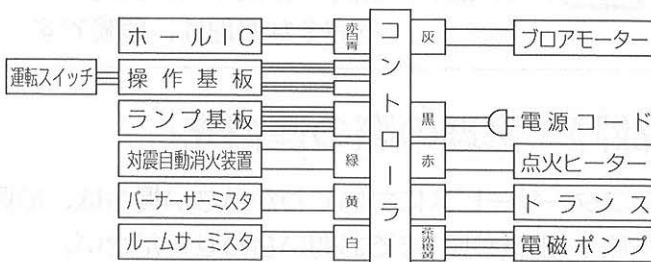 ホールIC
赤白青
コントローラー
灰
ブロアモーター
運転スイッチ
操作基板
ランプ基板
黒
電源コード
対震自動消火装置
緑
赤
点火ヒーター
バーナーサーミスタ
黄
トランス
ルームサーミスタ
白
電磁ポンプ